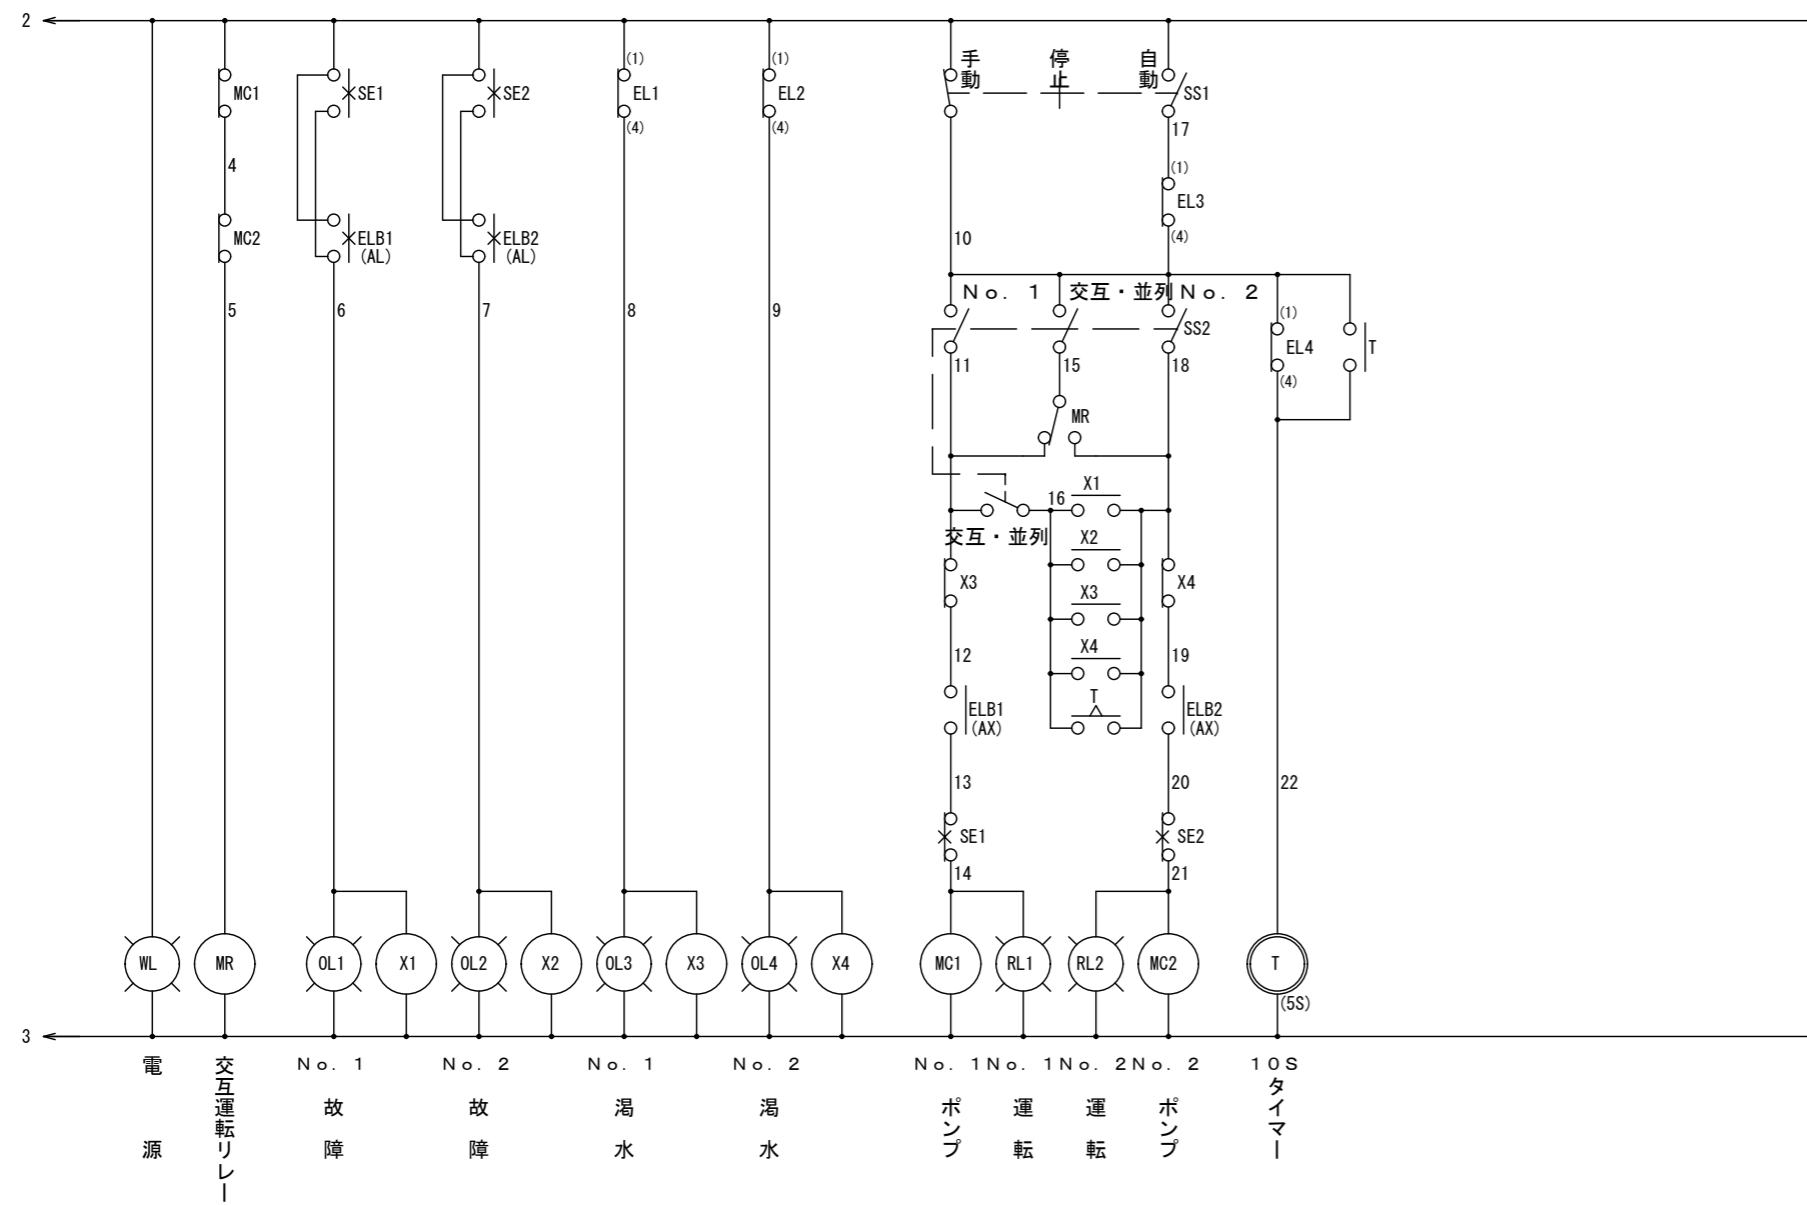 2
手動
停止
自動
(1)
(1)
MC1
SE1
SE2
EL1
EL2
SS1
(4)
(4)
17
4
(1)
EL3
MC2
ELB1
(AL)
ELB2
(AL)
10
(4)
5
6
7
8
9
No. 1
交互・並列
No. 2
(1)
SS2
EL4
T
11
15
18
(4)
MR
X1
16
交互・並列
X2
X3
X4
X3
X4
12
19
T
ELB1
(AX)
ELB2
(AX)
13
20
22
SE1
SE2
14
21
WL
MR
OL1
X1
OL2
X2
OL3
X3
OL4
X4
MC1
RL1
RL2
MC2
T
(5S)
3
電源
交互運転リレー
No. 1
故障
No. 2
故障
No. 1
渇水
No. 2
渇水
No. 1
ポンプ
No. 1
運転
No. 2
運転
No. 2
ポンプ
10S
タイマー